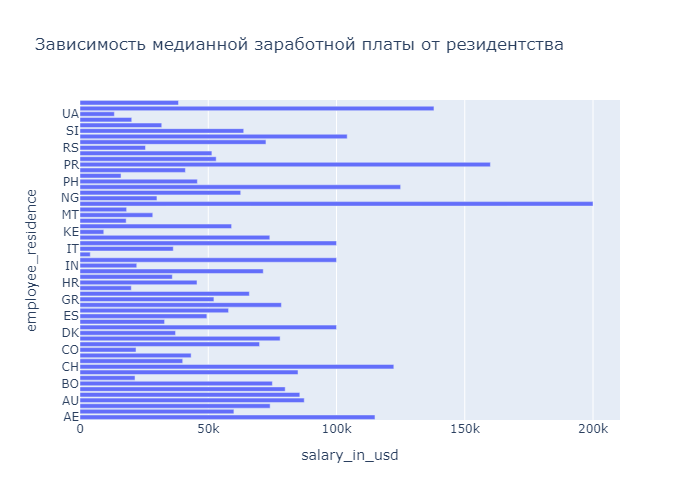 Зависимость медианной заработной платы от резидентства
employee_residence
UA
SI
RS
PR
PH
NG
MT
KE
IT
IN
HR
GR
ES
DK
CO
CH
BO
AU
AE
0 50k 100k 150k 200k
salary_in_usd